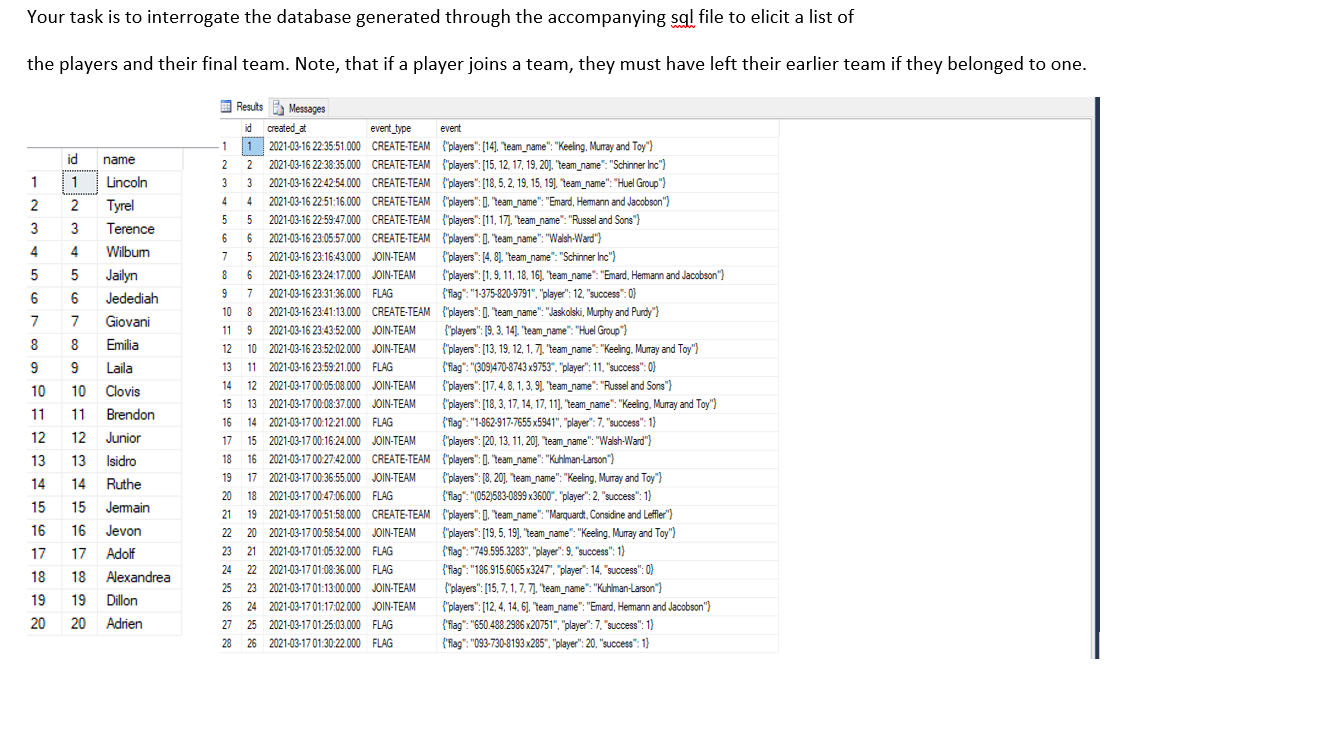 Your task is to interrogate the database generated through the accompanying sql file to elicit a list of
the players and their final team. Note, that if a player joins a team, they must have left their earlier team if they belonged to one.
id name
1 1 Lincoln
2 2 Tyrel
3 3 Terence
4 4 Wilburn
5 5 Jailyn
6 6 Jedediah
7 7 Giovani
8 8 Emilia
9 9 Laila
10 10 Clovis
11 11 Brendon
12 12 Junior
13 13 Isidro
14 14 Ruthe
15 15 Jermain
16 16 Jevon
17 17 Adolf
18 18 Alexandrea
19 19 Dillon
20 20 Adrien
Results Messages
id created_at event_type event
1 1 2021-03-16 22:35:51.000 CREATE-TEAM {"players": [14], "team_name": "Keeling, Murray and Toy"}
2 2 2021-03-16 22:38:35.000 CREATE-TEAM {"players": [15, 12, 17, 19, 20], "team_name": "Schinner Inc"}
3 3 2021-03-16 22:42:54.000 CREATE-TEAM {"players": [18, 5, 2, 19, 15, 19], "team_name": "Huel Group"}
4 4 2021-03-16 22:51:16.000 CREATE-TEAM {"players": [], "team_name": "Emard, Hermann and Jacobson"}
5 5 2021-03-16 22:59:47.000 CREATE-TEAM {"players": [11, 17], "team_name": "Russel and Sons"}
6 6 2021-03-16 23:05:57.000 CREATE-TEAM {"players": [], "team_name": "Walsh-Ward"}
7 5 2021-03-16 23:16:43.000 JOIN-TEAM {"players": [4, 8], "team_name": "Schinner Inc"}
8 6 2021-03-16 23:24:17.000 JOIN-TEAM {"players": [1, 9, 11, 18, 16], "team_name": "Emard, Hermann and Jacobson"}
9 7 2021-03-16 23:31:36.000 FLAG {"flag": "1-375-820-9791", "player": 12, "success": 0}
10 8 2021-03-16 23:41:13.000 CREATE-TEAM {"players": [], "team_name": "Jaskolski, Murphy and Purdy"}
11 9 2021-03-16 23:43:52.000 JOIN-TEAM {"players": [9, 3, 14], "team_name": "Huel Group"}
12 10 2021-03-16 23:52:02.000 JOIN-TEAM {"players": [13, 19, 12, 1, 7], "team_name": "Keeling, Murray and Toy"}
13 11 2021-03-16 23:59:21.000 FLAG {"flag": "(309)470-8743 x9753", "player": 11, "success": 0}
14 12 2021-03-17 00:05:08.000 JOIN-TEAM {"players": [17, 4, 8, 1, 3, 9], "team_name": "Russel and Sons"}
15 13 2021-03-17 00:08:37.000 JOIN-TEAM {"players": [18, 3, 17, 14, 17, 11], "team_name": "Keeling, Murray and Toy"}
16 14 2021-03-17 00:12:21.000 FLAG {"flag": "1-862-917-7655 x5941", "player": 7, "success": 1}
17 15 2021-03-17 00:16:24.000 JOIN-TEAM {"players": [20, 13, 11, 20], "team_name": "Walsh-Ward"}
18 16 2021-03-17 00:27:42.000 CREATE-TEAM {"players": [], "team_name": "Kuhlman-Larson"}
19 17 2021-03-17 00:36:55.000 JOIN-TEAM {"players": [8, 20], "team_name": "Keeling, Murray and Toy"}
20 18 2021-03-17 00:47:06.000 FLAG {"flag": "(052)583-0899 x3600", "player": 2, "success": 1}
21 19 2021-03-17 00:51:58.000 CREATE-TEAM {"players": [], "team_name": "Marquardt, Considine and Leffler"}
22 20 2021-03-17 00:58:54.000 JOIN-TEAM {"players": [19, 5, 19], "team_name": "Keeling, Murray and Toy"}
23 21 2021-03-17 01:05:32.000 FLAG {"flag": "749.595.3283", "player": 9, "success": 1}
24 22 2021-03-17 01:08:36.000 FLAG {"flag": "186.915.6065 x3247", "player": 14, "success": 0}
25 23 2021-03-17 01:13:00.000 JOIN-TEAM {"players": [15, 7, 1, 7, 7], "team_name": "Kuhlman-Larson"}
26 24 2021-03-17 01:17:02.000 JOIN-TEAM {"players": [12, 4, 14, 6], "team_name": "Emard, Hermann and Jacobson"}
27 25 2021-03-17 01:25:03.000 FLAG {"flag": "650.488.2986 x20751", "player": 7, "success": 1}
28 26 2021-03-17 01:30:22.000 FLAG {"flag": "093-730-8193 x285", "player": 20, "success": 1}